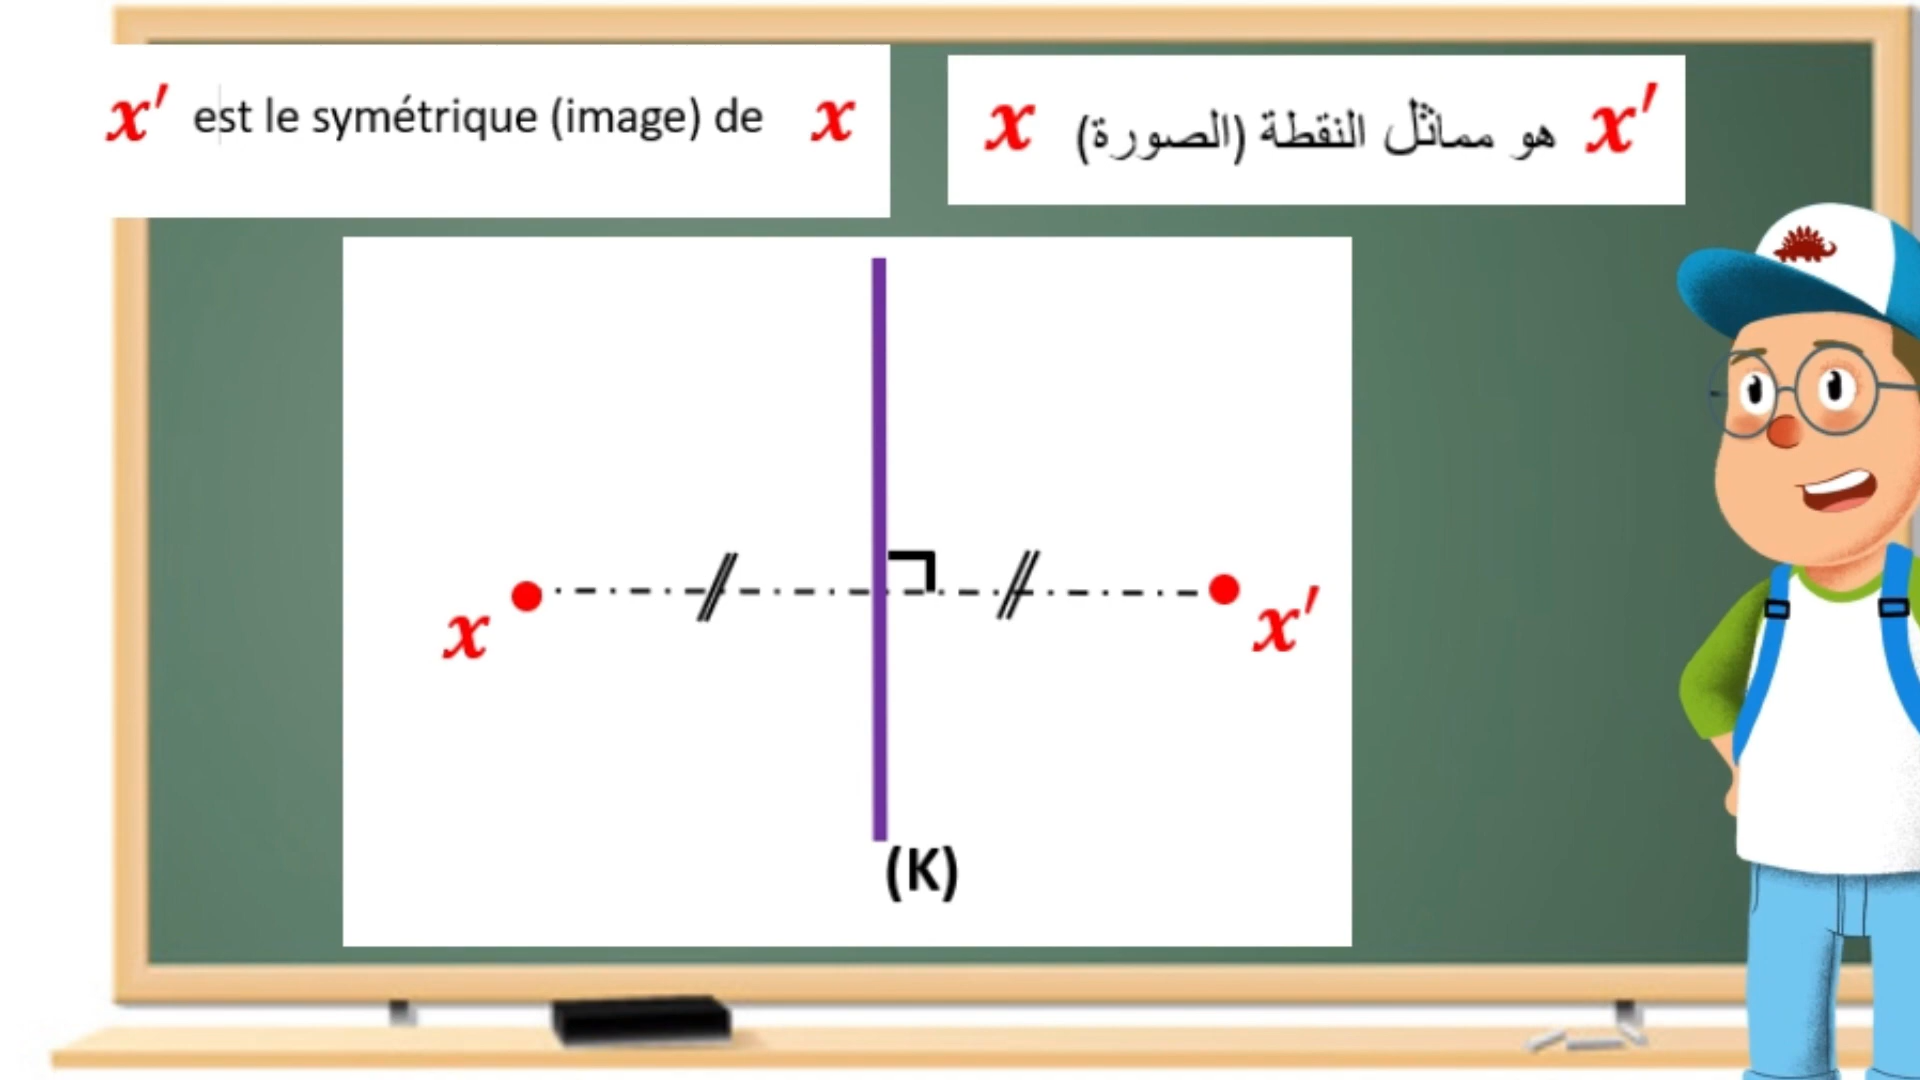 x′ est le symétrique (image) de x
x′ هو مماثل النقطة (الصورة) x
x
x′
(K)